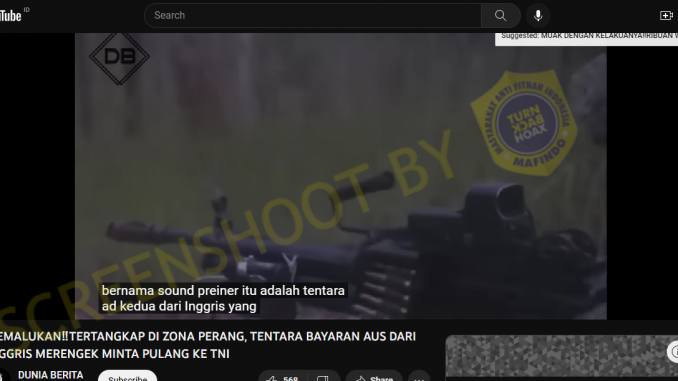 Tube ID
Search
Suggested: MUAK DENGAN KELAKUANYA!!RIBUAN
DB
MASYARAKAT ANTI FITNAH INDONESIA
TURN
BACK
HOAX
MAFINDO
SCREENSHOOT BY
bernama sound preiner itu adalah tentara
ad kedua dari Inggris yang
EMALUKAN!!TERTANGKAP DI ZONA PERANG, TENTARA BAYARAN AUS DARI
GGRIS MERENGEK MINTA PULANG KE TNI
DUNIA BERITA
Subscribe
568
Share